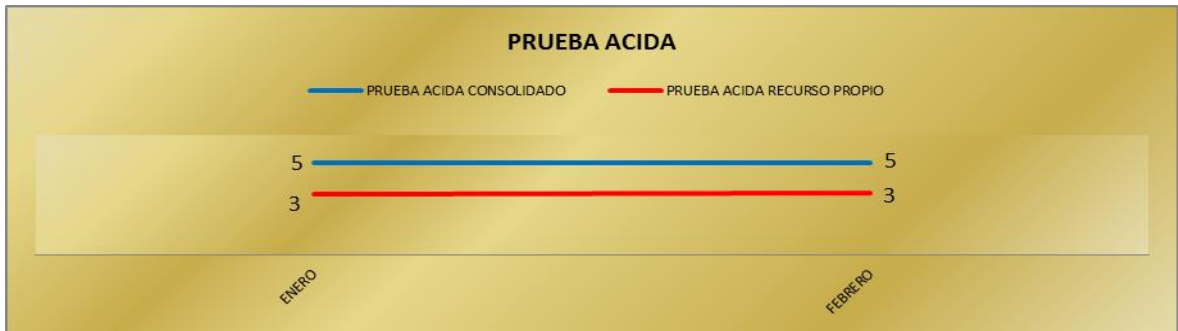 PRUEBA ACIDA
PRUEBA ACIDA CONSOLIDADO PRUEBA ACIDA RECURSO PROPIO
5 5
3 3
ENERO FEBRERO